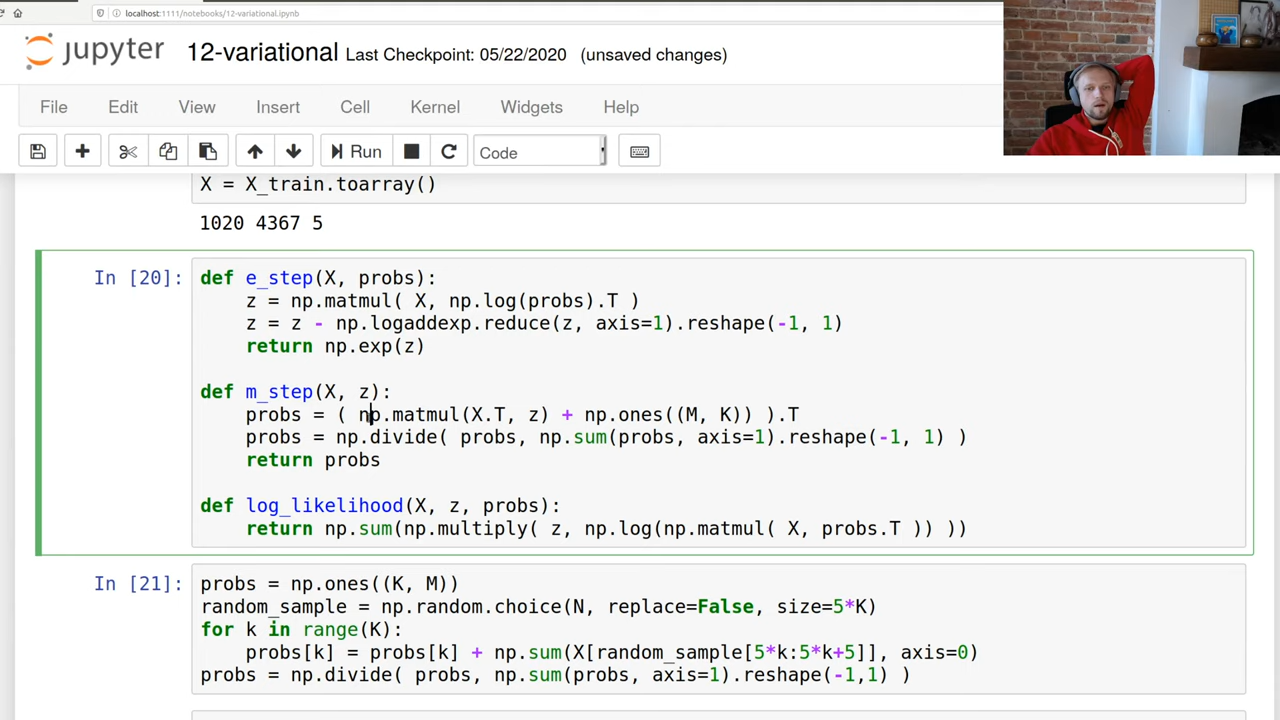 localhost:1111/notebooks/12-variational.ipynb
jupyter 12-variational Last Checkpoint: 05/22/2020 (unsaved changes)
File Edit View Insert Cell Kernel Widgets Help
Run Code
X = X_train.toarray()
1020 4367 5
In [20]: def e_step(X, probs):
z = np.matmul( X, np.log(probs).T )
z = z - np.logaddexp.reduce(z, axis=1).reshape(-1, 1)
return np.exp(z)
def m_step(X, z):
probs = ( np.matmul(X.T, z) + np.ones((M, K)) ).T
probs = np.divide( probs, np.sum(probs, axis=1).reshape(-1, 1) )
return probs
def log_likelihood(X, z, probs):
return np.sum(np.multiply( z, np.log(np.matmul( X, probs.T )) ))
In [21]: probs = np.ones((K, M))
random_sample = np.random.choice(N, replace=False, size=5*K)
for k in range(K):
probs[k] = probs[k] + np.sum(X[random_sample[5*k:5*k+5]], axis=0)
probs = np.divide( probs, np.sum(probs, axis=1).reshape(-1,1) )